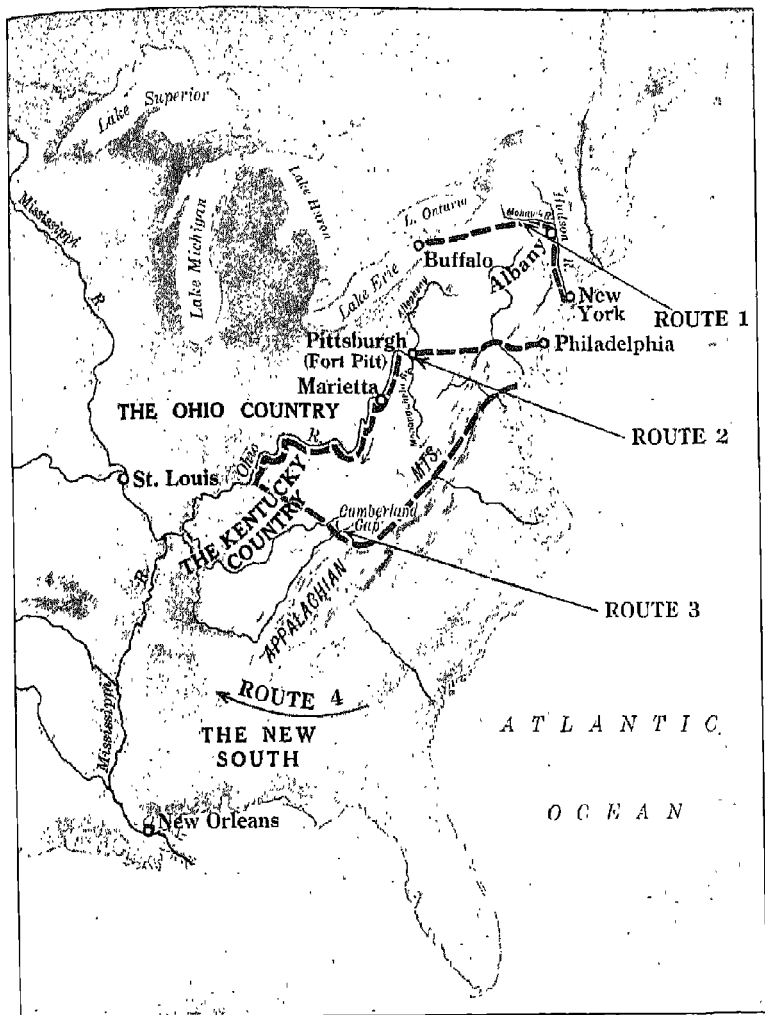 Lake Superior
Mississippi
R.
Lake Michigan
Lake Huron
L. Ontario
Mohawk R.
Hudson
R.
Lake Erie
Buffalo
Albany
Allegheny
New
York
ROUTE 1
Pittsburgh
(Fort Pitt)
Philadelphia
Marietta
Monongahela
THE OHIO COUNTRY
ROUTE 2
Ohio
R.
MTS.
St. Louis
THE KENTUCKY
COUNTRY
Cumberland
Gap
APPALACHIAN
ROUTE 3
R.
ROUTE 4
THE NEW
SOUTH
Mississippi
ATLANTIC
OCEAN
New Orleans